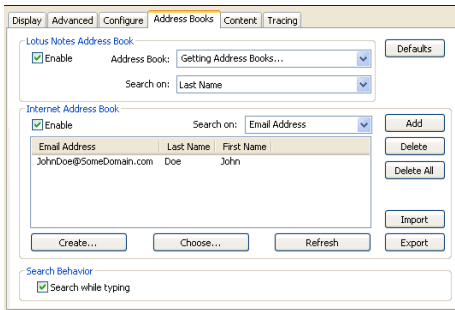 Display Advanced Configure Address Books Content Tracing
Lotus Notes Address Book
Enable Address Book: Getting Address Books... Defaults
Search on: Last Name
Internet Address Book
Enable Search on: Email Address Add
Email Address Last Name First Name Delete
JohnDoe@SomeDomain.com Doe John
Delete All
Import
Create... Choose... Refresh Export
Search Behavior
Search while typing